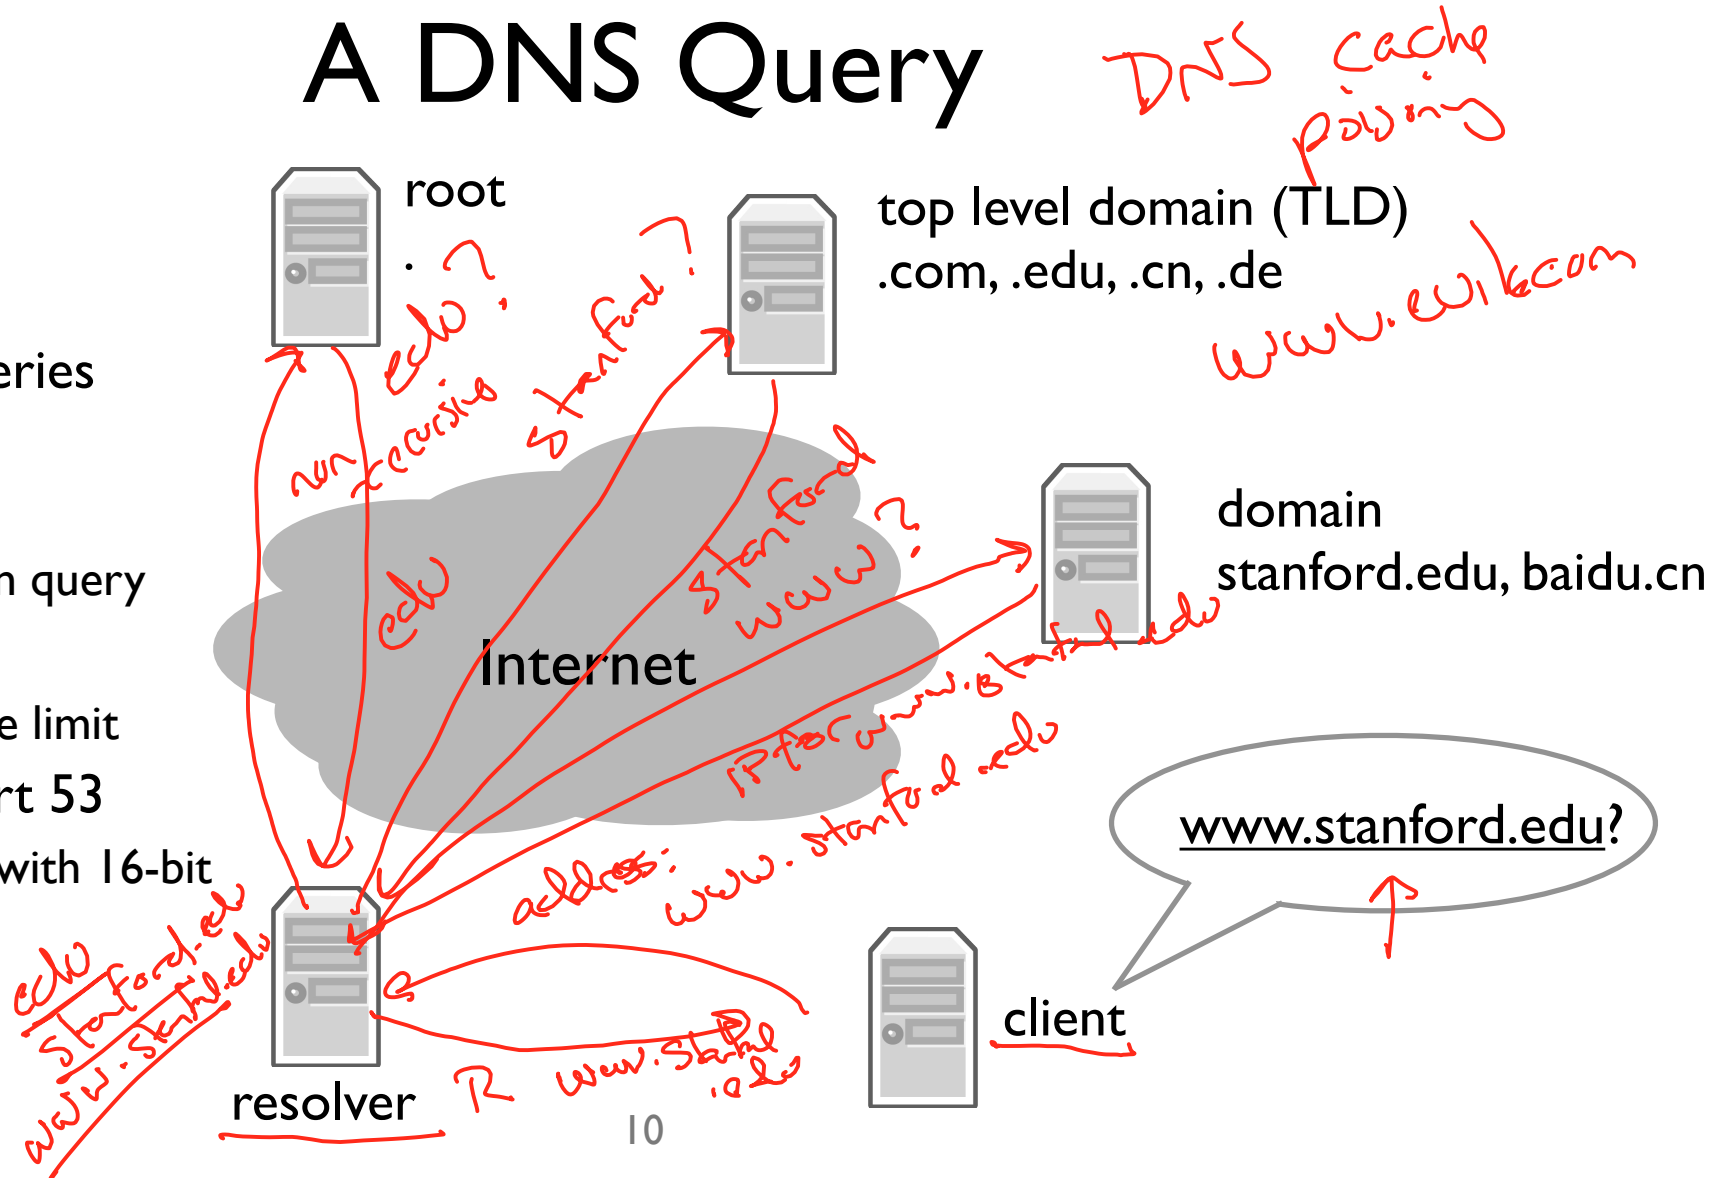 A DNS Query
DNS cache
poisoning
root
.
edu?
non
recursive
stanford?
top level domain (TLD)
.com, .edu, .cn, .de
www.evil.com
eries
n query
e limit
rt 53
with 16-bit
edu
stanford
www?
Internet
domain
stanford.edu, baidu.cn
IP for www.stanford.edu
address:
www.stanford.edu
www.stanford.edu?
edu
stanford.edu
www.stanford.edu
resolver
R www.stanford
.edu
client
10